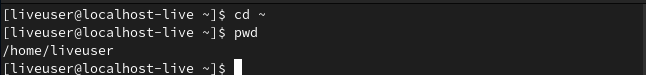 [liveuser@localhost-live ~]$ cd ~
[liveuser@localhost-live ~]$ pwd
/home/liveuser
[liveuser@localhost-live ~]$